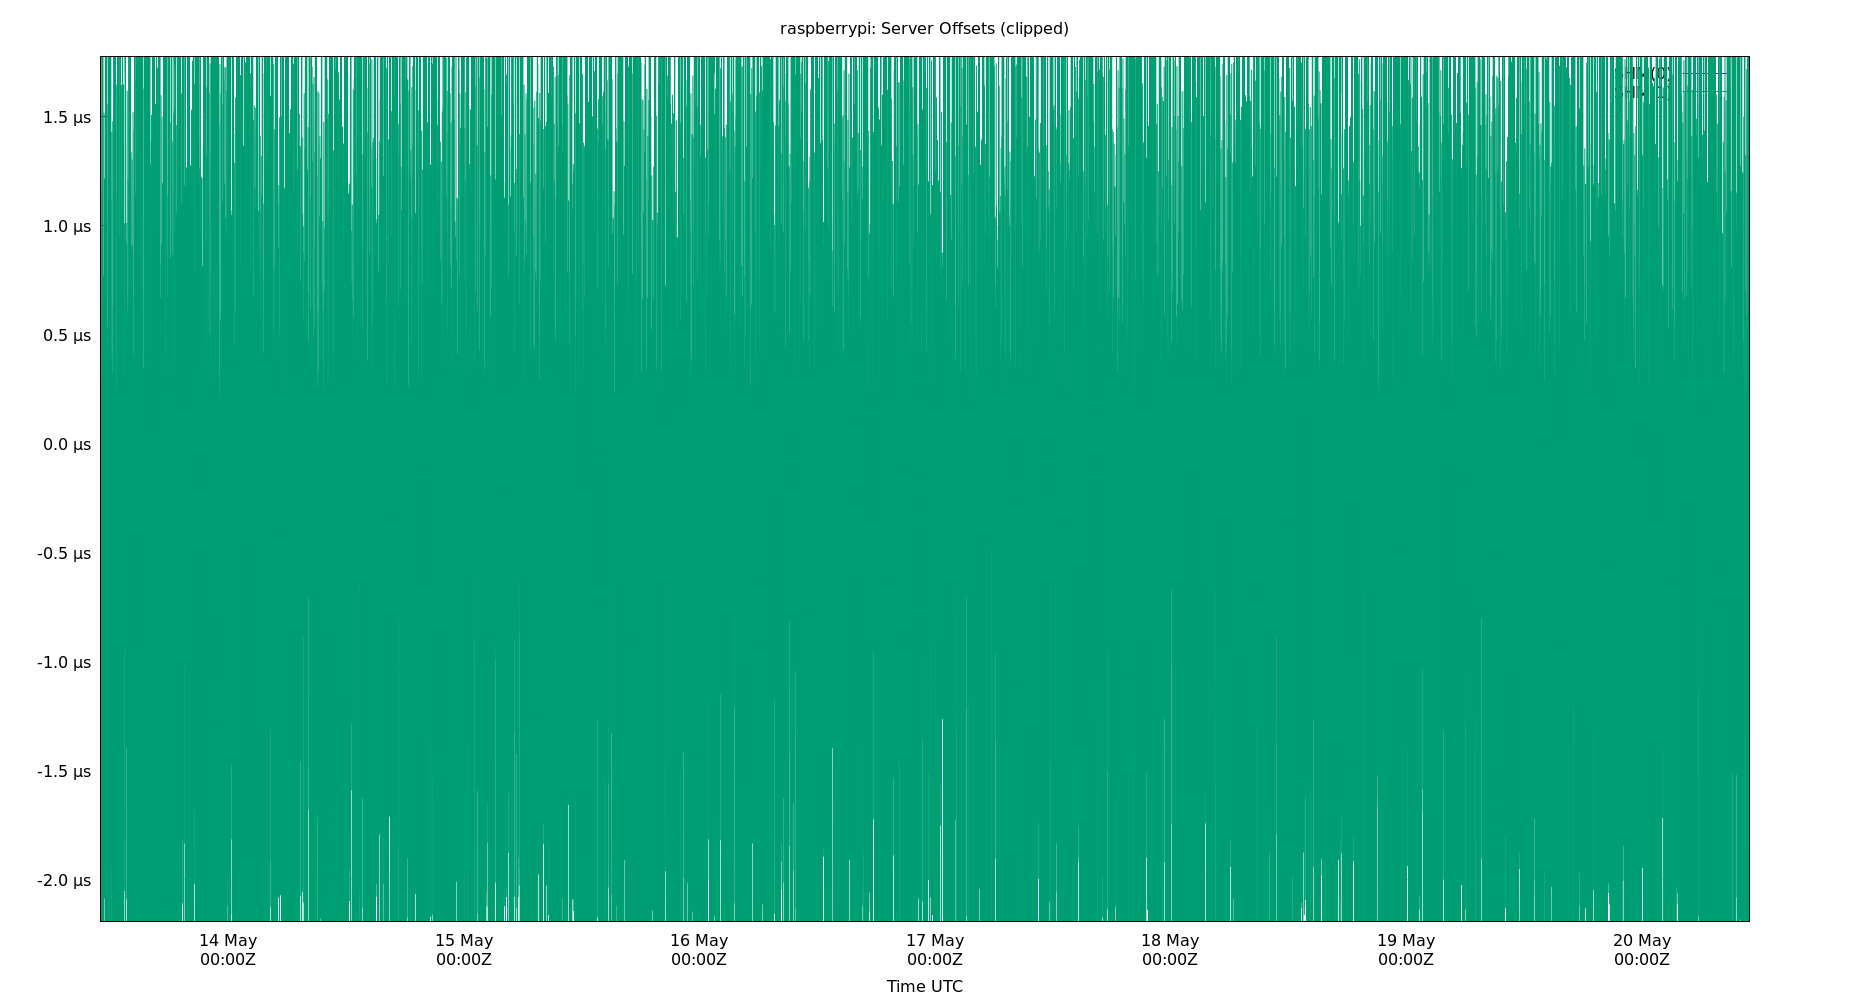 raspberrypi: Server Offsets (clipped)
1.5 µs
1.0 µs
0.5 µs
0.0 µs
-0.5 µs
-1.0 µs
-1.5 µs
-2.0 µs
14 May 15 May 16 May 17 May 18 May 19 May 20 May
00:00Z 00:00Z 00:00Z 00:00Z 00:00Z 00:00Z 00:00Z
Time UTC